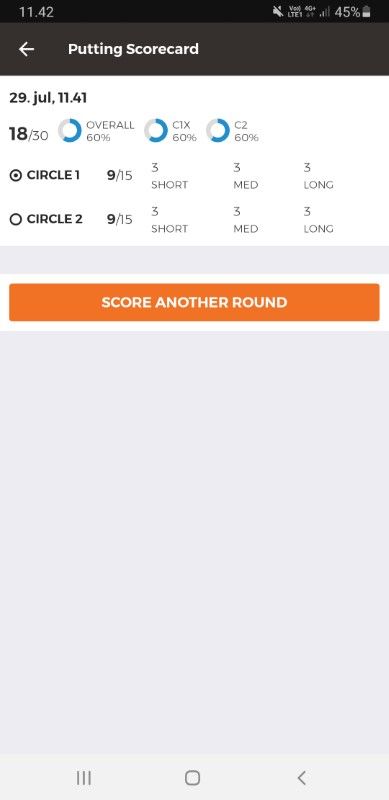 11.42 Vo) 4G+ LTE1 45%
Putting Scorecard
29. jul, 11.41
18/30 OVERALL 60% C1X 60% C2 60%
CIRCLE 1 9/15 3 SHORT 3 MED 3 LONG
CIRCLE 2 9/15 3 SHORT 3 MED 3 LONG
SCORE ANOTHER ROUND